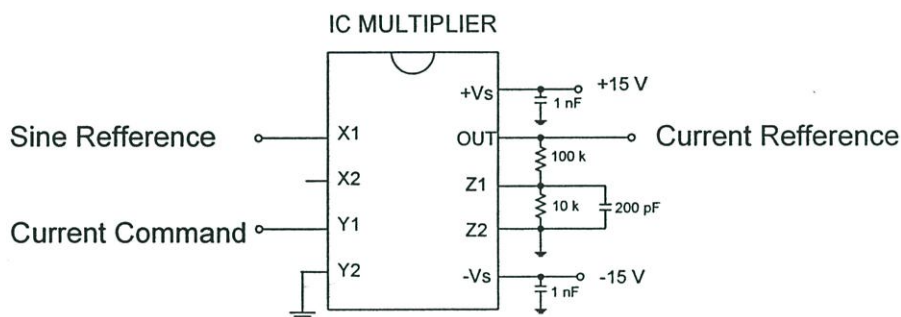 IC MULTIPLIER
+Vs
+15 V
1 nF
Sine Refference
X1
OUT
Current Refference
100 k
X2
Z1
10 k
200 pF
Current Command
Y1
Z2
Y2
-Vs
-15 V
1 nF